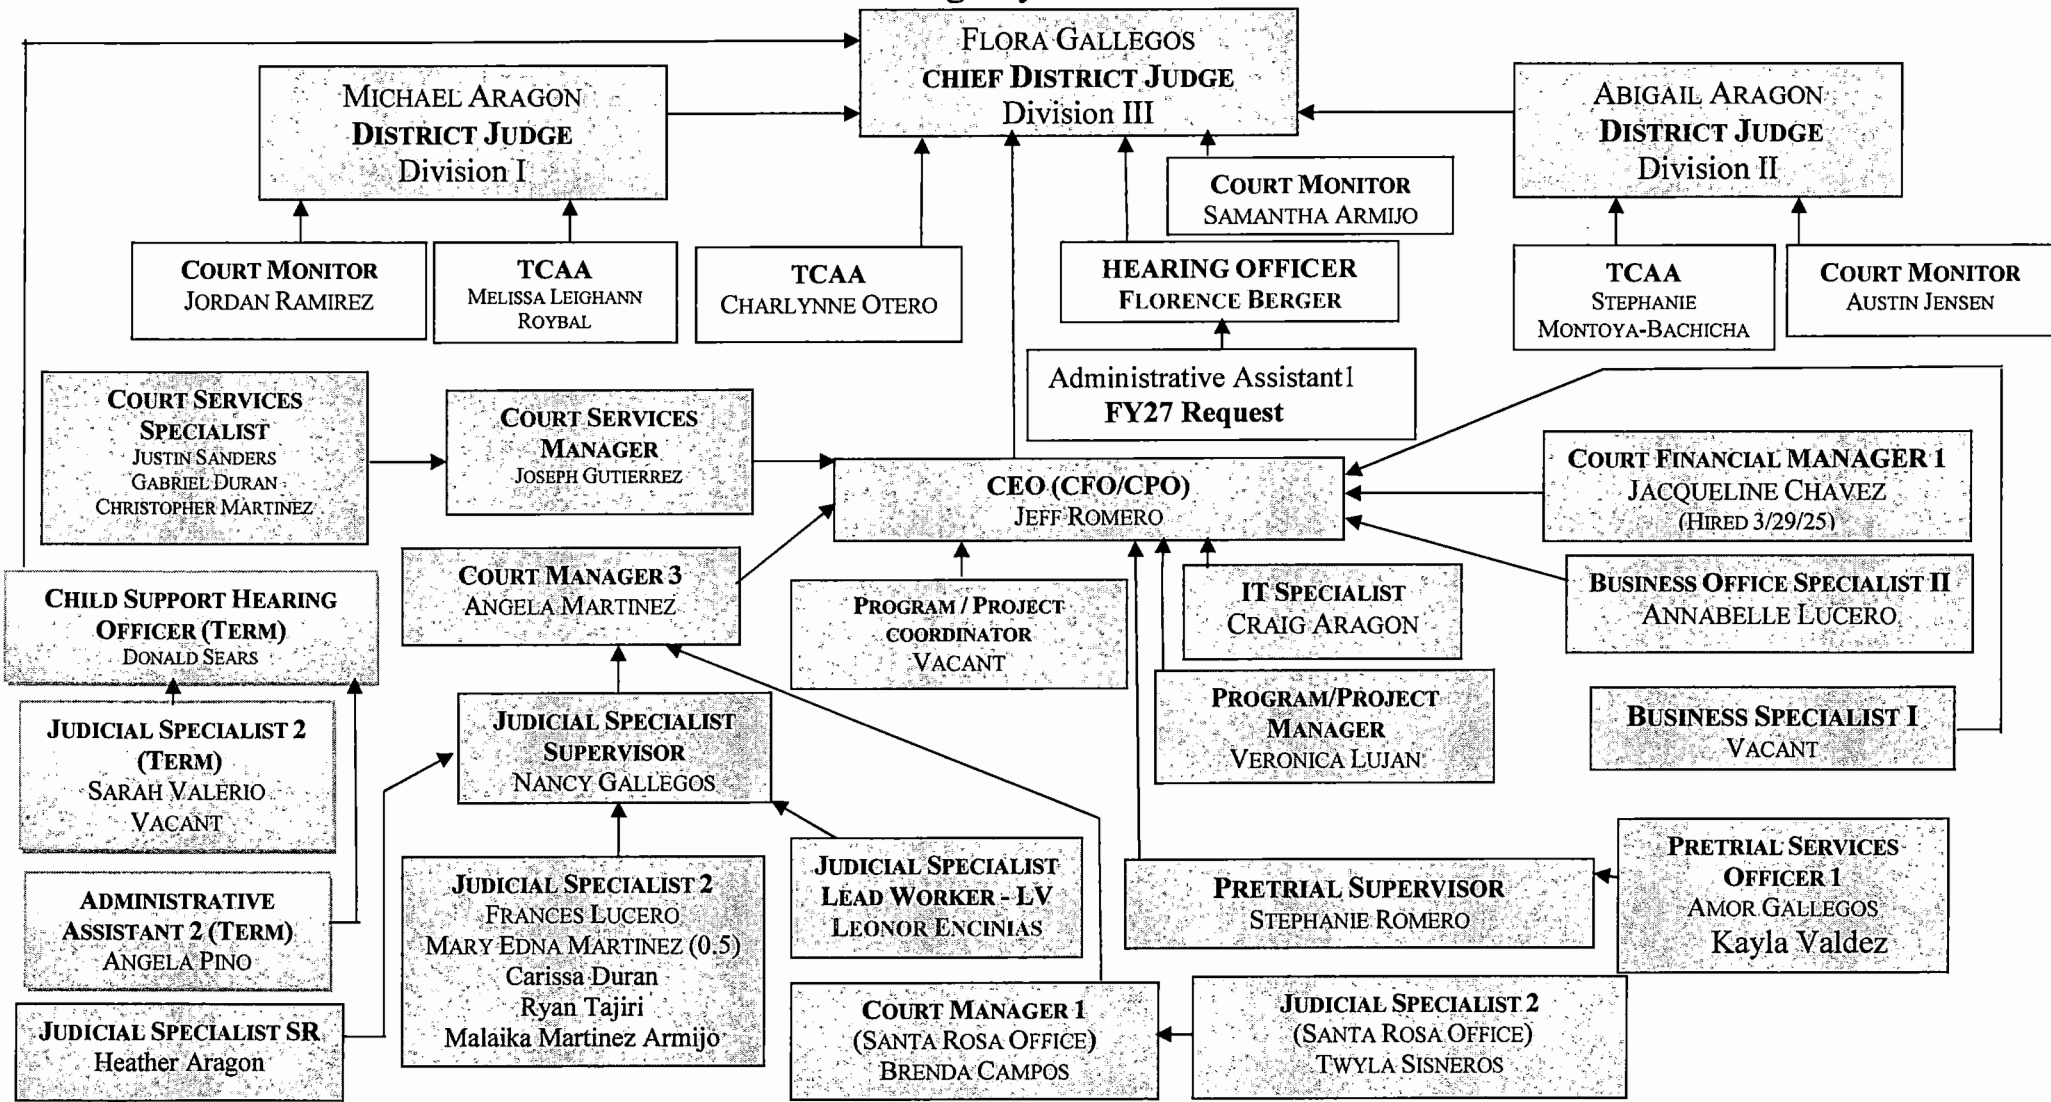 FLORA GALLEGOS
CHIEF DISTRICT JUDGE
Division III
MICHAEL ARAGON
DISTRICT JUDGE
Division I
ABIGAIL ARAGON
DISTRICT JUDGE
Division II
COURT MONITOR
SAMANTHA ARMIJO
COURT MONITOR
JORDAN RAMIREZ
TCAA
MELISSA LEIGHANN
ROYBAL
TCAA
CHARLYNNE OTERO
HEARING OFFICER
FLORENCE BERGER
TCAA
STEPHANIE
MONTOYA-BACHICHA
COURT MONITOR
AUSTIN JENSEN
Administrative Assistant1
FY27 Request
COURT SERVICES
SPECIALIST
JUSTIN SANDERS
GABRIEL DURAN
CHRISTOPHER MARTINEZ
COURT SERVICES
MANAGER
JOSEPH GUTIERREZ
CEO (CFO/CPO)
JEFF ROMERO
COURT FINANCIAL MANAGER 1
JACQUELINE CHAVEZ
(HIRED 3/29/25)
CHILD SUPPORT HEARING
OFFICER (TERM)
DONALD SEARS
COURT MANAGER 3
ANGELA MARTINEZ
PROGRAM / PROJECT
COORDINATOR
VACANT
IT SPECIALIST
CRAIG ARAGON
BUSINESS OFFICE SPECIALIST II
ANNABELLE LUCERO
JUDICIAL SPECIALIST 2
(TERM)
SARAH VALERIO
VACANT
JUDICIAL SPECIALIST
SUPERVISOR
NANCY GALLEGOS
PROGRAM/PROJECT
MANAGER
VERONICA LUJAN
BUSINESS SPECIALIST I
VACANT
ADMINISTRATIVE
ASSISTANT 2 (TERM)
ANGELA PINO
JUDICIAL SPECIALIST 2
FRANCES LUCERO
MARY EDNA MARTINEZ (0.5)
Carissa Duran
Ryan Tajiri
Malaika Martinez Armijo
JUDICIAL SPECIALIST
LEAD WORKER - LV
LEONOR ENCINIAS
PRETRIAL SUPERVISOR
STEPHANIE ROMERO
PRETRIAL SERVICES
OFFICER 1
AMOR GALLEGOS
Kayla Valdez
JUDICIAL SPECIALIST SR
Heather Aragon
COURT MANAGER 1
(SANTA ROSA OFFICE)
BRENDA CAMPOS
JUDICIAL SPECIALIST 2
(SANTA ROSA OFFICE)
TWYLA SISNEROS